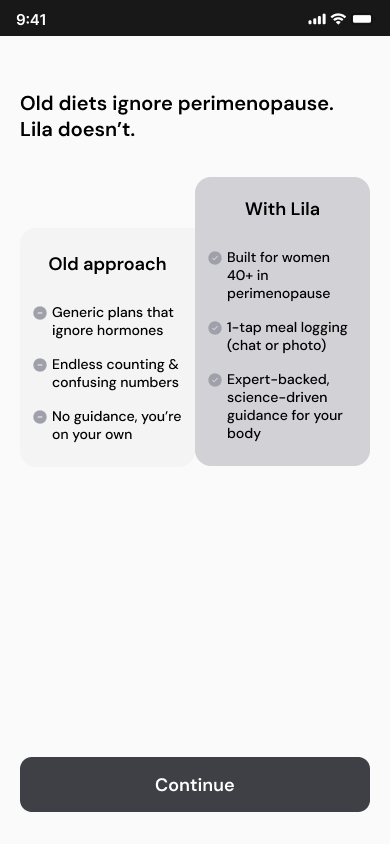 9:41
Old diets ignore perimenopause.
Lila doesn’t.
Old approach
Generic plans that
ignore hormones
Endless counting &
confusing numbers
No guidance, you’re
on your own
With Lila
Built for women
40+ in
perimenopause
1-tap meal logging
(chat or photo)
Expert-backed,
science-driven
guidance for your
body
Continue